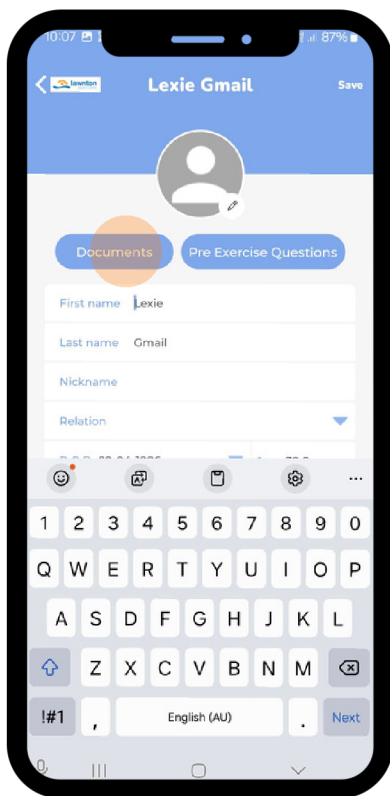 10:07 87%
lawnton
Lexie Gmail
Save
Documents
Pre Exercise Questions
First name Lexie
Last name Gmail
Nickname
Relation
1 2 3 4 5 6 7 8 9 0
Q W E R T Y U I O P
A S D F G H J K L
Z X C V B N M
!#1 , English (AU) . Next